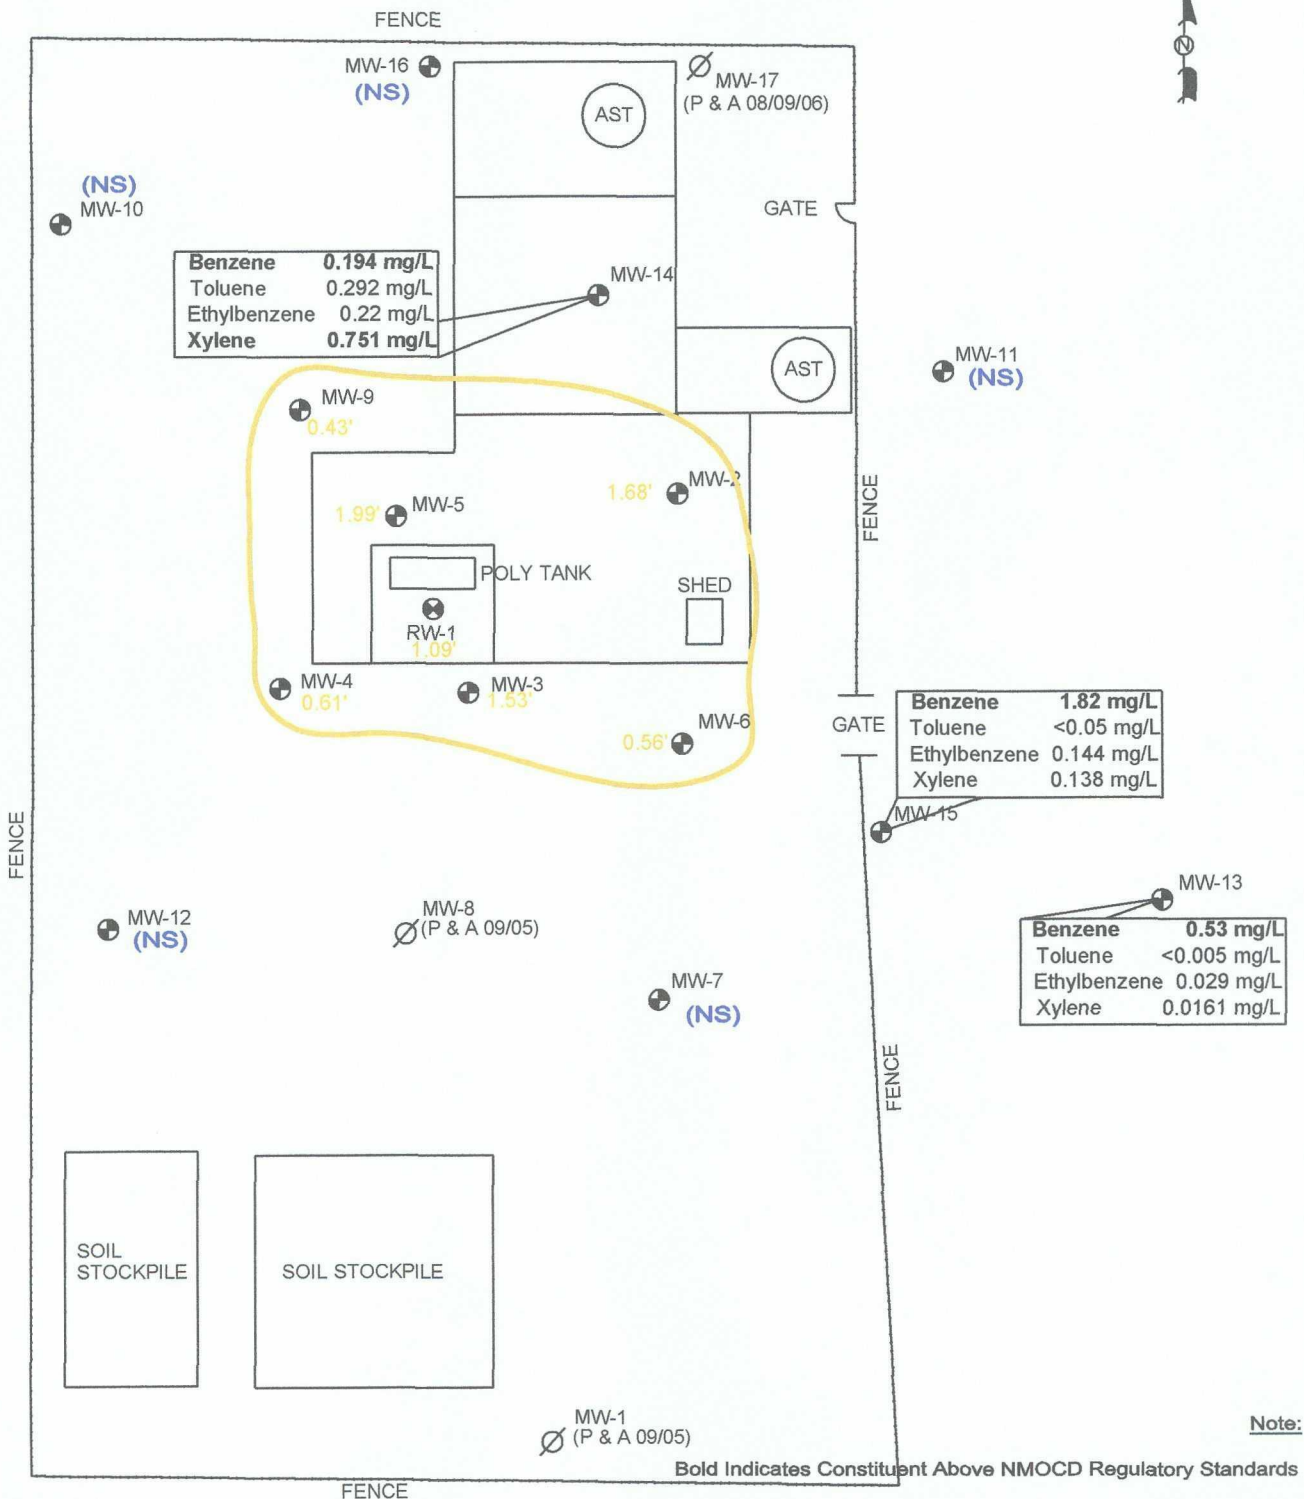 FENCE
N
MW-16
(NS)
AST
MW-17
(P & A 08/09/06)
(NS)
MW-10
GATE
Benzene 0.194 mg/L
Toluene 0.292 mg/L
Ethylbenzene 0.22 mg/L
Xylene 0.751 mg/L
MW-14
AST
MW-11
(NS)
MW-9
0.43'
1.68'
MW-2
1.99'
MW-5
FENCE
POLY TANK
SHED
RW-1
1.09'
MW-4
0.61'
MW-3
1.53'
MW-6
0.56'
GATE
Benzene 1.82 mg/L
Toluene <0.05 mg/L
Ethylbenzene 0.144 mg/L
Xylene 0.138 mg/L
MW-15
FENCE
MW-13
Benzene 0.53 mg/L
Toluene <0.005 mg/L
Ethylbenzene 0.029 mg/L
Xylene 0.0161 mg/L
MW-12
(NS)
MW-8
(P & A 09/05)
MW-7
(NS)
FENCE
SOIL
STOCKPILE
SOIL STOCKPILE
MW-1
(P & A 09/05)
Note:
Bold Indicates Constituent Above NMOCD Regulatory Standards
FENCE